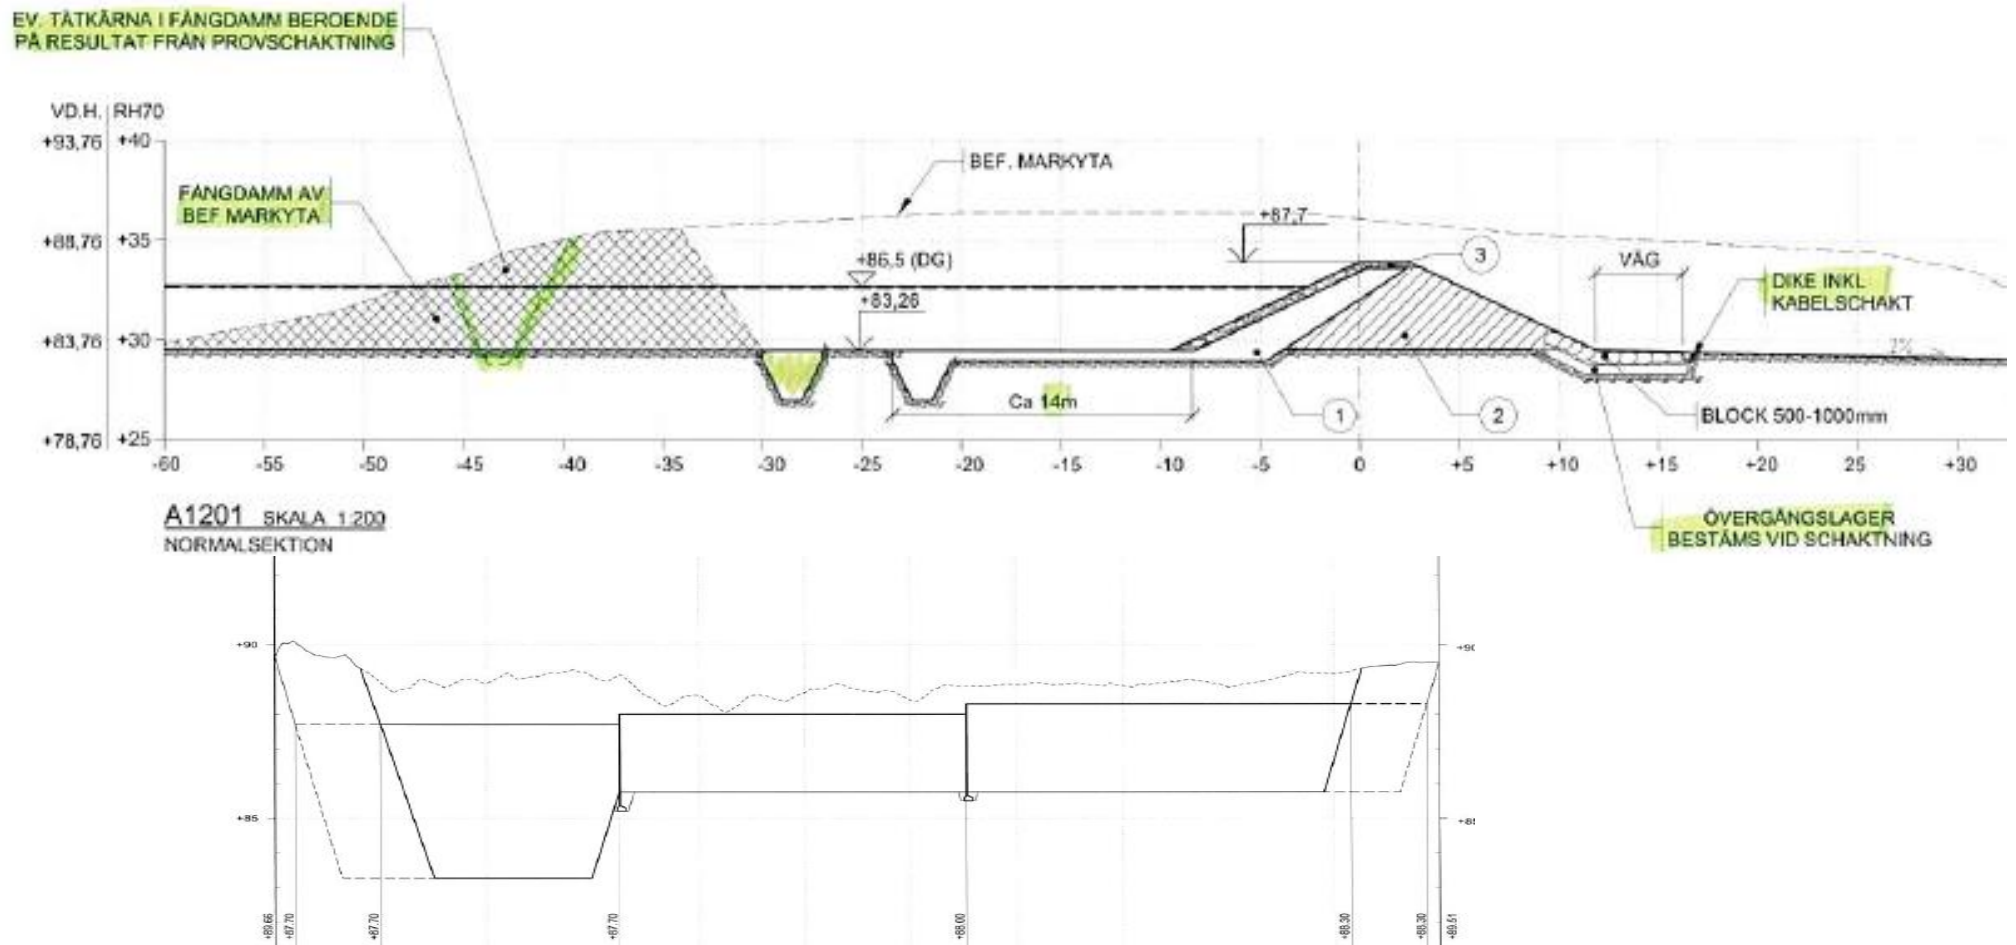 EV. TÄTKÄRNA I FÅNGDAMM BEROENDE
PÅ RESULTAT FRÅN PROVSCHAKTNING
VD.H. RH70
+93,76 +40
BEF. MARKYTA
FÅNGDAMM AV
BEF MARKYTA
+87,7
+88,76 +35
3
+86,5 (DG)
VÄG
DIKE INKL
KABELSCHAKT
+83,26
+83,76 +30
Ca 14m
1
2
BLOCK 500-1000mm
+78,76 +25
-60 -55 -50 -45 -40 -35 -30 -25 -20 -15 -10 -5 0 +5 +10 +15 +20 25 +30
A1201 SKALA 1:200
NORMALSEKTION
ÖVERGÅNGSLAGER
BESTÄMS VID SCHAKTNING
+90
+85
+89.66 +87.70 +87.70 +87.70 +88.00 +88.30 +88.30 +89.51